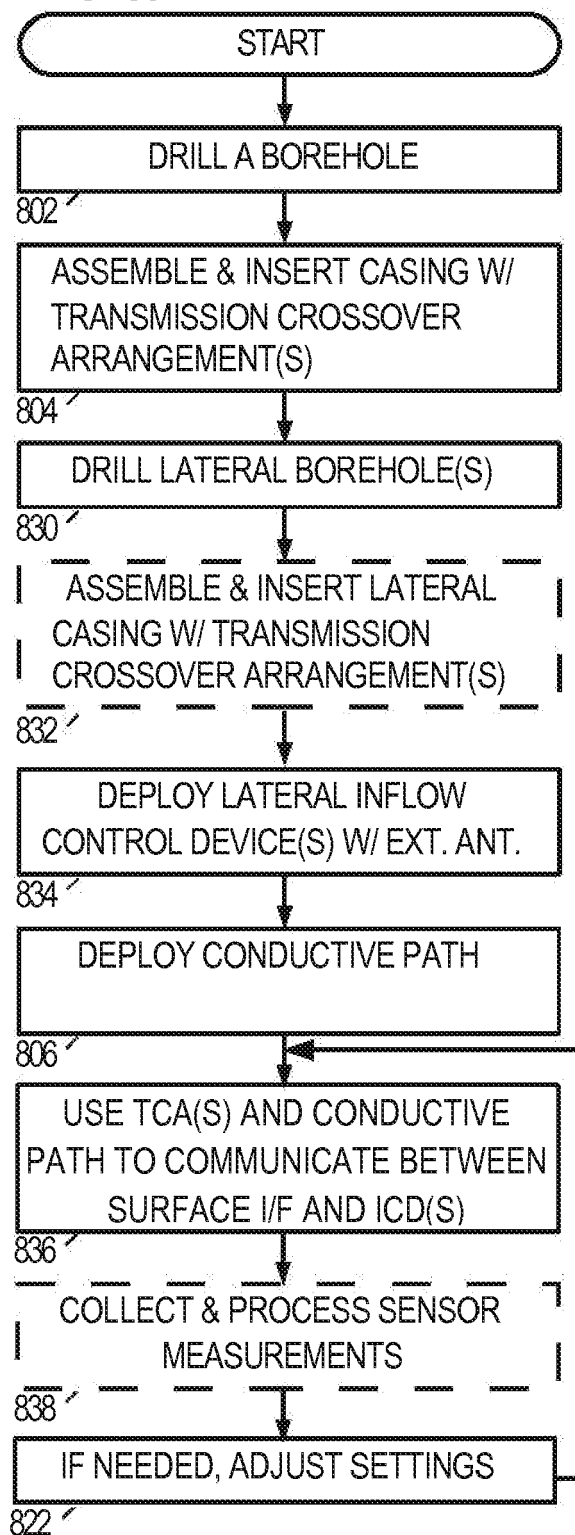 START
DRILL A BOREHOLE
802
ASSEMBLE & INSERT CASING W/
TRANSMISSION CROSSOVER
ARRANGEMENT(S)
804
DRILL LATERAL BOREHOLE(S)
830
ASSEMBLE & INSERT LATERAL
CASING W/ TRANSMISSION
CROSSOVER ARRANGEMENT(S)
832
DEPLOY LATERAL INFLOW
CONTROL DEVICE(S) W/ EXT. ANT.
834
DEPLOY CONDUCTIVE PATH
806
USE TCA(S) AND CONDUCTIVE
PATH TO COMMUNICATE BETWEEN
SURFACE I/F AND ICD(S)
836
COLLECT & PROCESS SENSOR
MEASUREMENTS
838
IF NEEDED, ADJUST SETTINGS
822